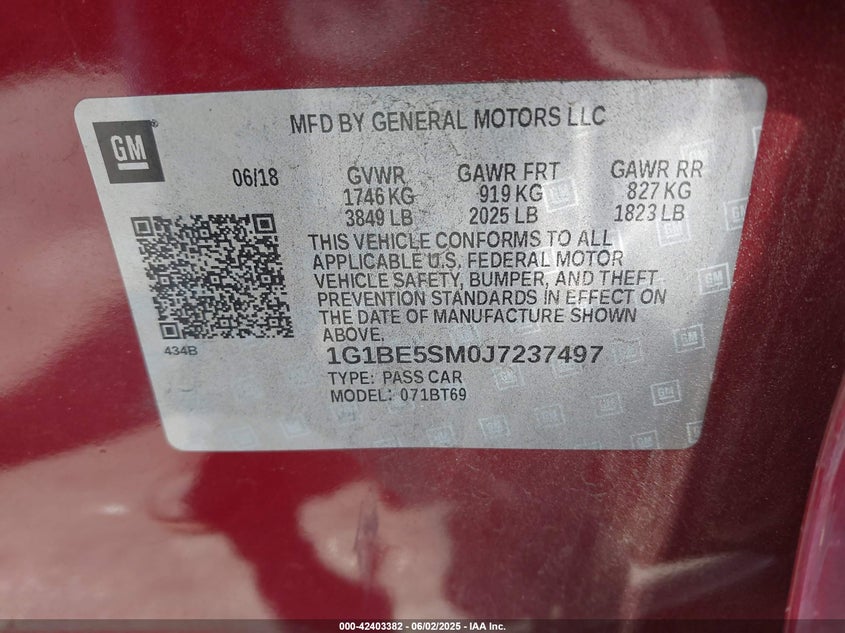 GM
MFD BY GENERAL MOTORS LLC
06/18 GVWR GAWR FRT GAWR RR
1746 KG 919 KG 827 KG
3849 LB 2025 LB 1823 LB
THIS VEHICLE CONFORMS TO ALL
APPLICABLE U.S. FEDERAL MOTOR
VEHICLE SAFETY, BUMPER, AND THEFT
PREVENTION STANDARDS IN EFFECT ON
THE DATE OF MANUFACTURE SHOWN
ABOVE.
434B
1G1BE5SM0J7237497
TYPE: PASS CAR
MODEL: 071BT69
000-42403382 - 06/02/2025 - IAA Inc.